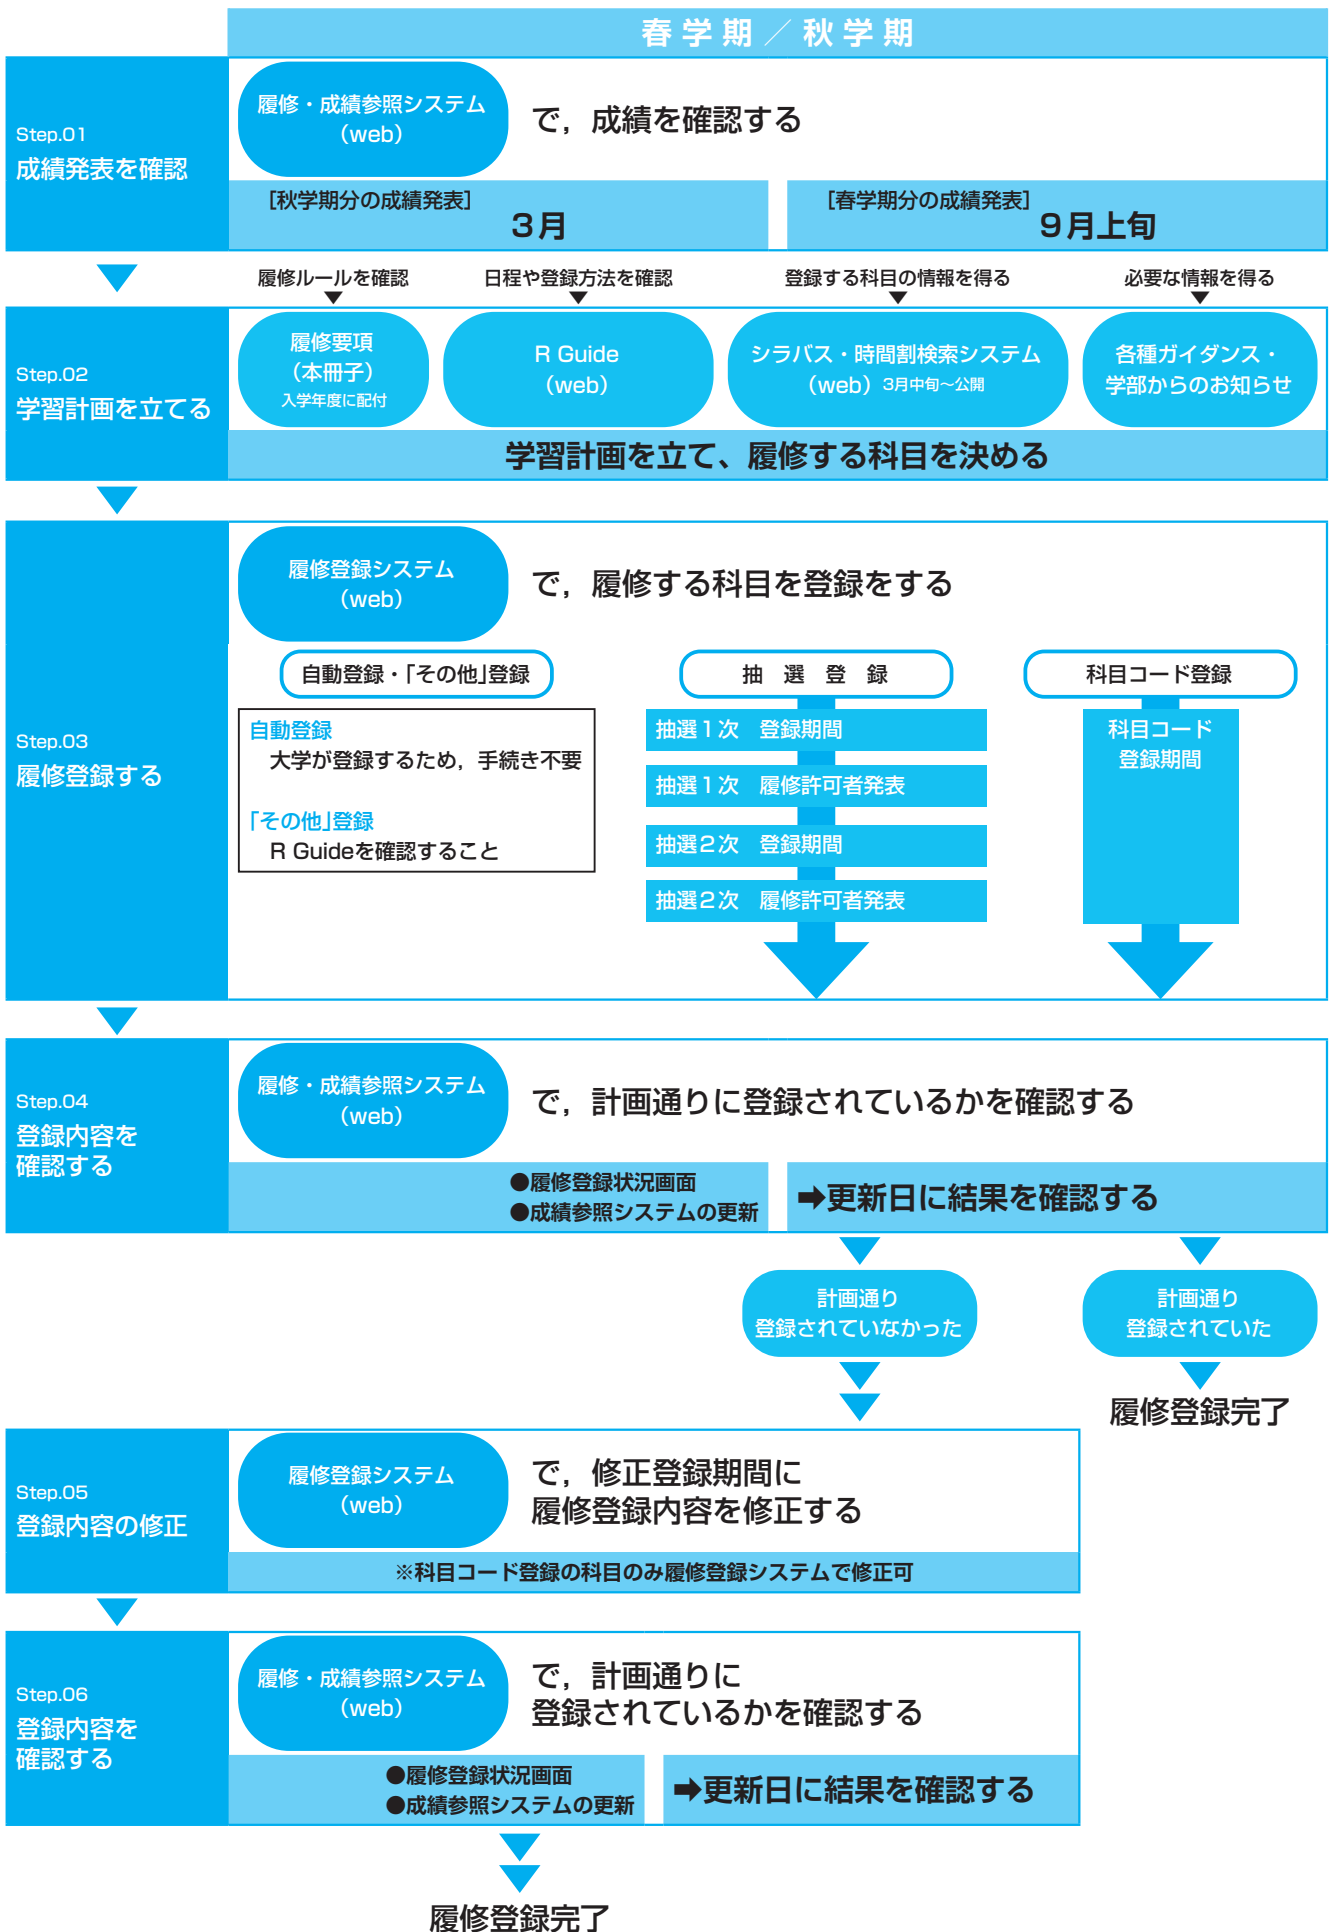 春学期／秋学期
Step.01
成績発表を確認
履修・成績参照システム
（web）
で，成績を確認する
［秋学期分の成績発表］
3月
［春学期分の成績発表］
9月上旬
履修ルールを確認
日程や登録方法を確認
登録する科目の情報を得る
必要な情報を得る
Step.02
学習計画を立てる
履修要項
（本冊子）
入学年度に配付
R Guide
（web）
シラバス・時間割検索システム
（web）3月中旬～公開
各種ガイダンス・
学部からのお知らせ
学習計画を立て、履修する科目を決める
Step.03
履修登録する
履修登録システム
（web）
で，履修する科目を登録をする
自動登録・「その他」登録
自動登録
大学が登録するため，手続き不要
「その他」登録
R Guideを確認すること
抽 選 登 録
抽選1次　登録期間
抽選1次　履修許可者発表
抽選2次　登録期間
抽選2次　履修許可者発表
科目コード登録
科目コード
登録期間
Step.04
登録内容を
確認する
履修・成績参照システム
（web）
で，計画通りに登録されているかを確認する
●履修登録状況画面
●成績参照システムの更新
➡更新日に結果を確認する
計画通り
登録されていなかった
計画通り
登録されていた
履修登録完了
Step.05
登録内容の修正
履修登録システム
（web）
で，修正登録期間に
履修登録内容を修正する
※科目コード登録の科目のみ履修登録システムで修正可
Step.06
登録内容を
確認する
履修・成績参照システム
（web）
で，計画通りに
登録されているかを確認する
●履修登録状況画面
●成績参照システムの更新
➡更新日に結果を確認する
履修登録完了